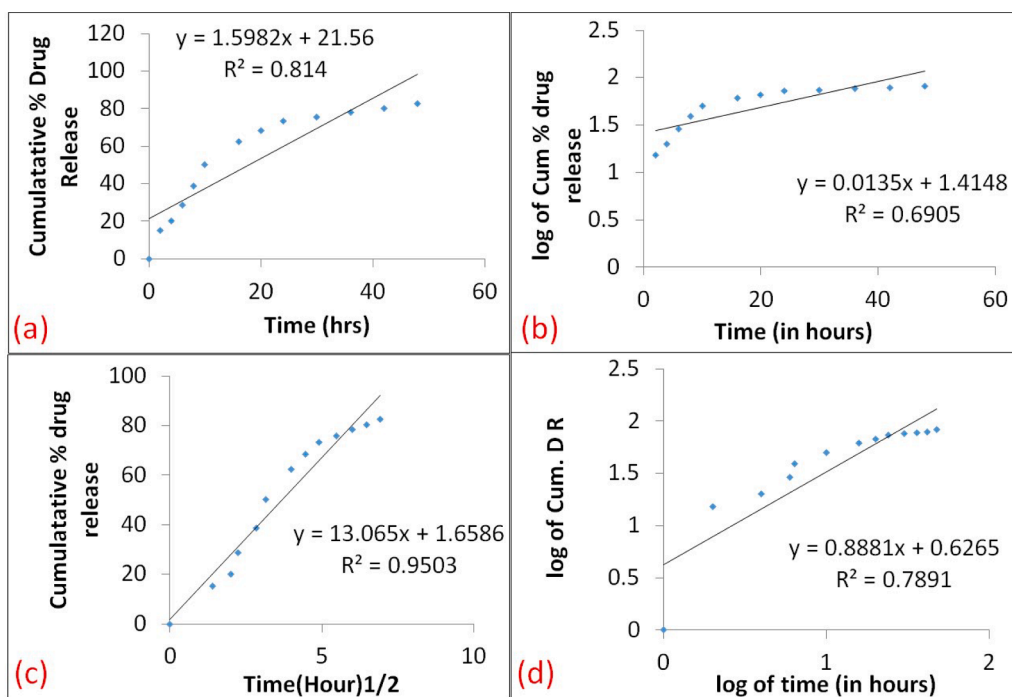 120
100
80
60
40
20
0
Cumulatative % Drug
Release
y = 1.5982x + 21.56
R² = 0.814
0 20 40 60
Time (hrs)
(a)
2.5
2
1.5
1
0.5
0
log of Cum % drug
release
y = 0.0135x + 1.4148
R² = 0.6905
0 20 40 60
Time (in hours)
(b)
100
80
60
40
20
0
Cumulatative % drug
release
y = 13.065x + 1.6586
R² = 0.9503
0 5 10
Time(Hour)1/2
(c)
2.5
2
1.5
1
0.5
0
log of Cum. D R
y = 0.8881x + 0.6265
R² = 0.7891
0 1 2
log of time (in hours)
(d)